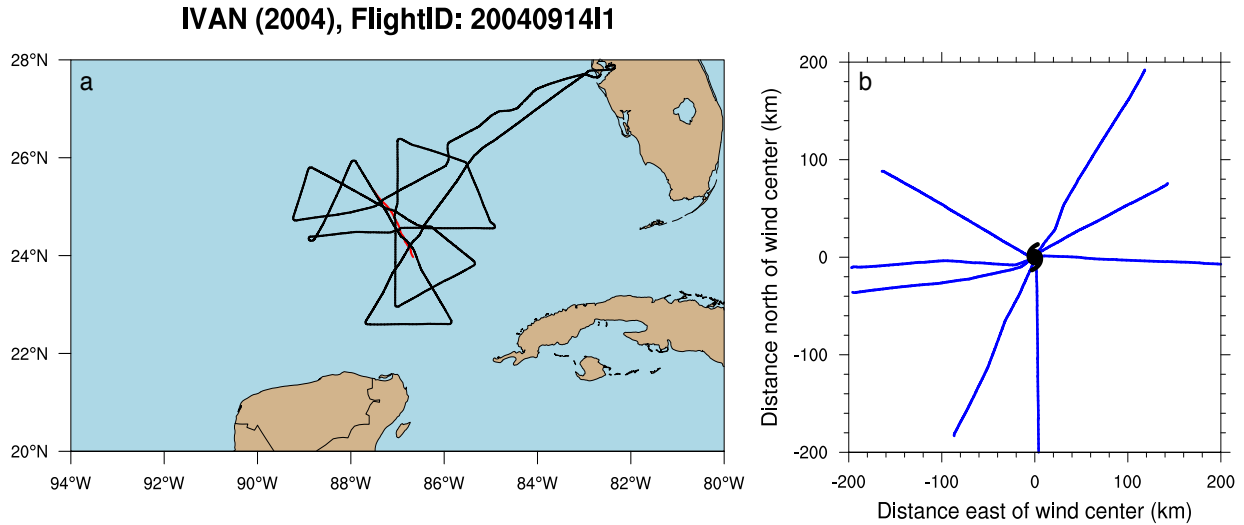 IVAN (2004), FlightID: 20040914I1
a
28°N
26°N
24°N
22°N
20°N
94°W 92°W 90°W 88°W 86°W 84°W 82°W 80°W
b
Distance north of wind center (km)
200
100
0
-100
-200
-200 -100 0 100 200
Distance east of wind center (km)